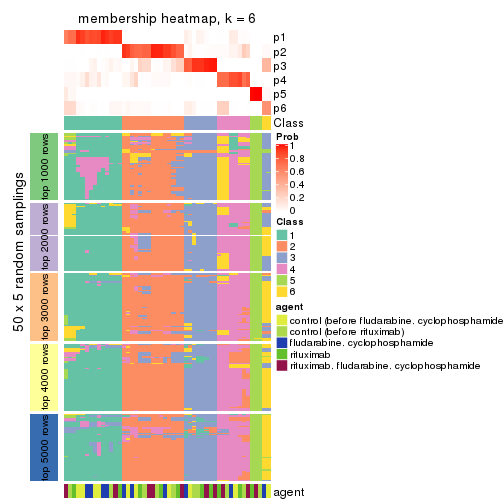 membership heatmap, k = 6
p1
p2
p3
p4
p5
p6
Class
50 x 5 random samplings
top 1000 rows
top 2000 rows
top 3000 rows
top 4000 rows
top 5000 rows
Prob
1
0.8
0.6
0.4
0.2
0
Class
1
2
3
4
5
6
agent
control (before fludarabine. cyclophosphamide
control (before rituximab)
fludarabine. cyclophosphamide
rituximab
rituximab. fludarabine. cyclophosphamide
agent